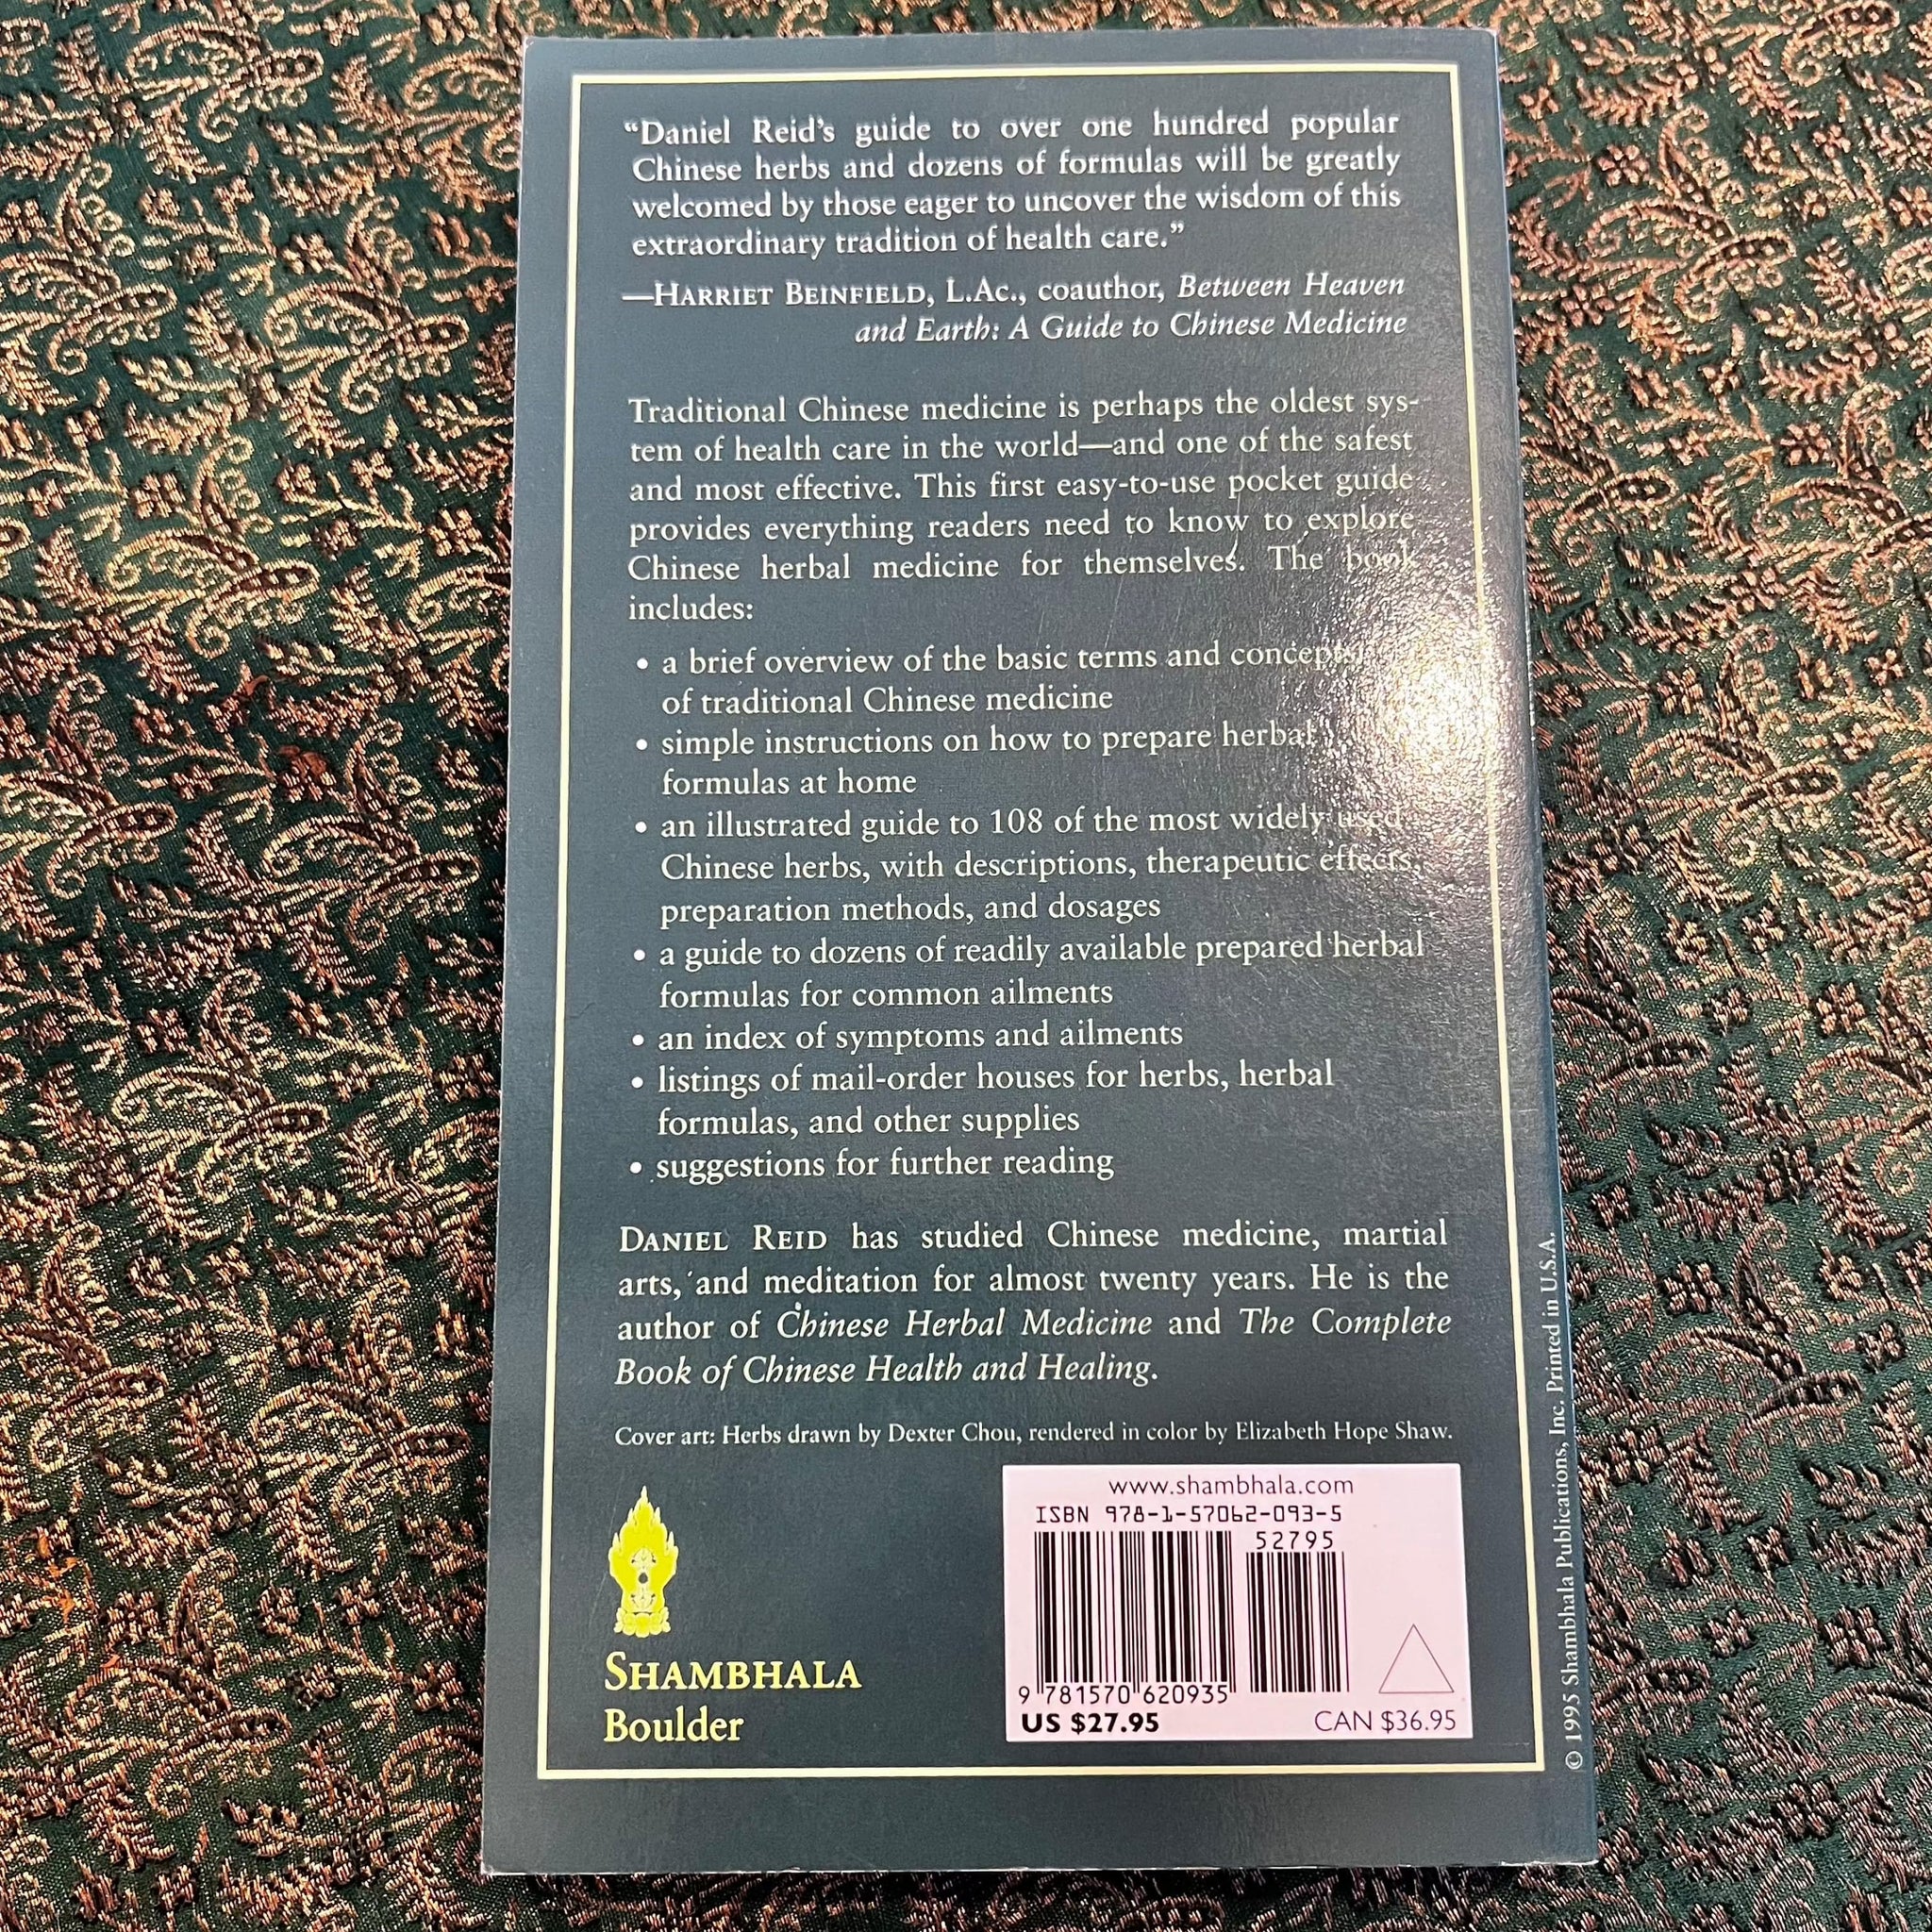 “Daniel Reid’s guide to over one hundred popular
Chinese herbs and dozens of formulas will be greatly
welcomed by those eager to uncover the wisdom of this
extraordinary tradition of health care.”
—HARRIET BEINFIELD, L.AC., coauthor, Between Heaven
and Earth: A Guide to Chinese Medicine
Traditional Chinese medicine is perhaps the oldest sys-
tem of health care in the world—and one of the safest
and most effective. This first easy-to-use pocket guide
provides everything readers need to know to explore
Chinese herbal medicine for themselves. The book
includes:
• a brief overview of the basic terms and concepts
of traditional Chinese medicine
• simple instructions on how to prepare herbal
formulas at home
• an illustrated guide to 108 of the most widely used
Chinese herbs, with descriptions, therapeutic effects,
preparation methods, and dosages
• a guide to dozens of readily available prepared herbal
formulas for common ailments
• an index of symptoms and ailments
• listings of mail-order houses for herbs, herbal
formulas, and other supplies
• suggestions for further reading
DANIEL REID has studied Chinese medicine, martial
arts, and meditation for almost twenty years. He is the
author of Chinese Herbal Medicine and The Complete
Book of Chinese Health and Healing.
Cover art: Herbs drawn by Dexter Chou, rendered in color by Elizabeth Hope Shaw.
SHAMBHALA
Boulder
www.shambhala.com
ISBN 978-1-57062-093-5
52795
9 781570 620935
US $27.95 CAN $36.95
© 1995 Shambhala Publications, Inc. Printed in U.S.A.